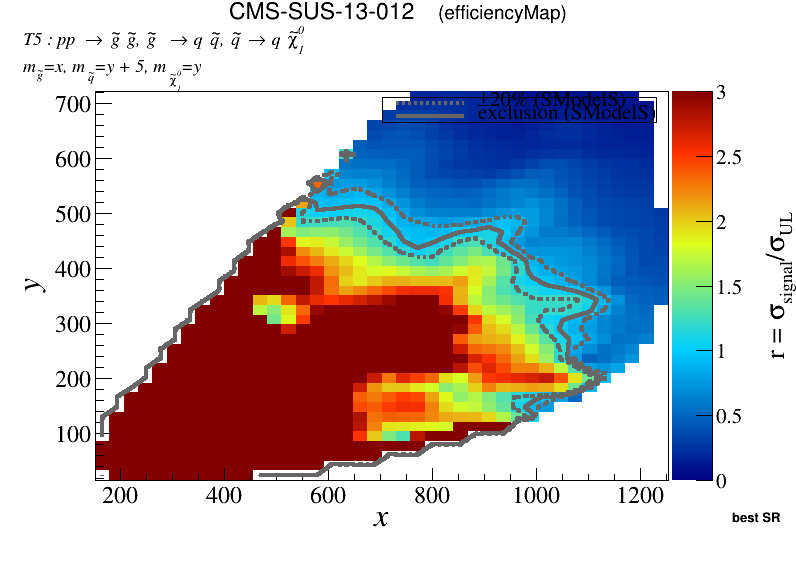 CMS-SUS-13-012 (efficiencyMap)
T5 : pp → g̃ g̃, g̃ → q q̃, q̃ → q χ̃₁⁰
m_g̃=x, m_q̃=y + 5, m_χ̃₁⁰=y
±20% (SModelS)
exclusion (SModelS)
700
600
500
400
300
200
100
y
200 400 600 800 1000 1200
x
3
2.5
2
1.5
1
0.5
0
r = σ_signal/σ_UL
best SR